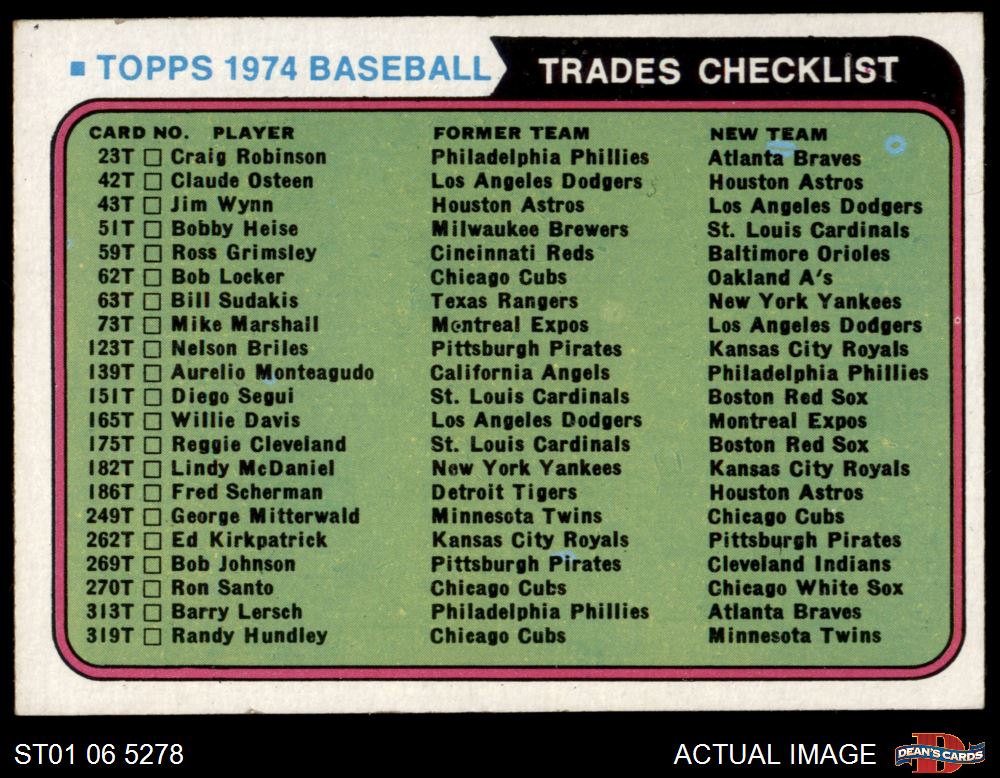 TOPPS 1974 BASEBALL TRADES CHECKLIST
CARD NO. PLAYER FORMER TEAM NEW TEAM
23T Craig Robinson Philadelphia Phillies Atlanta Braves
42T Claude Osteen Los Angeles Dodgers Houston Astros
43T Jim Wynn Houston Astros Los Angeles Dodgers
51T Bobby Heise Milwaukee Brewers St. Louis Cardinals
59T Ross Grimsley Cincinnati Reds Baltimore Orioles
62T Bob Locker Chicago Cubs Oakland A's
63T Bill Sudakis Texas Rangers New York Yankees
73T Mike Marshall Montreal Expos Los Angeles Dodgers
123T Nelson Briles Pittsburgh Pirates Kansas City Royals
139T Aurelio Monteagudo California Angels Philadelphia Phillies
151T Diego Segui St. Louis Cardinals Boston Red Sox
165T Willie Davis Los Angeles Dodgers Montreal Expos
175T Reggie Cleveland St. Louis Cardinals Boston Red Sox
182T Lindy McDaniel New York Yankees Kansas City Royals
186T Fred Scherman Detroit Tigers Houston Astros
249T George Mitterwald Minnesota Twins Chicago Cubs
262T Ed Kirkpatrick Kansas City Royals Pittsburgh Pirates
269T Bob Johnson Pittsburgh Pirates Cleveland Indians
270T Ron Santo Chicago Cubs Chicago White Sox
313T Barry Lersch Philadelphia Phillies Atlanta Braves
319T Randy Hundley Chicago Cubs Minnesota Twins
ST01 06 5278 ACTUAL IMAGE DEAN'S CARDS